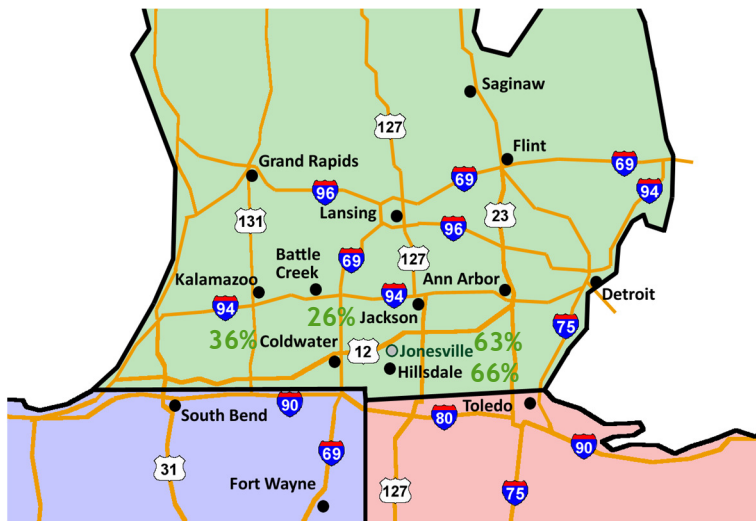 Saginaw
127
Flint
Grand Rapids
69
69
96
94
131
Lansing
23
96
Battle
Creek
69
127
Kalamazoo
94
Ann Arbor
Detroit
94
26%
Jackson
75
36%
Coldwater
12
Jonesville
63%
Hillsdale
66%
90
South Bend
80
Toledo
90
31
69
Fort Wayne
127
75